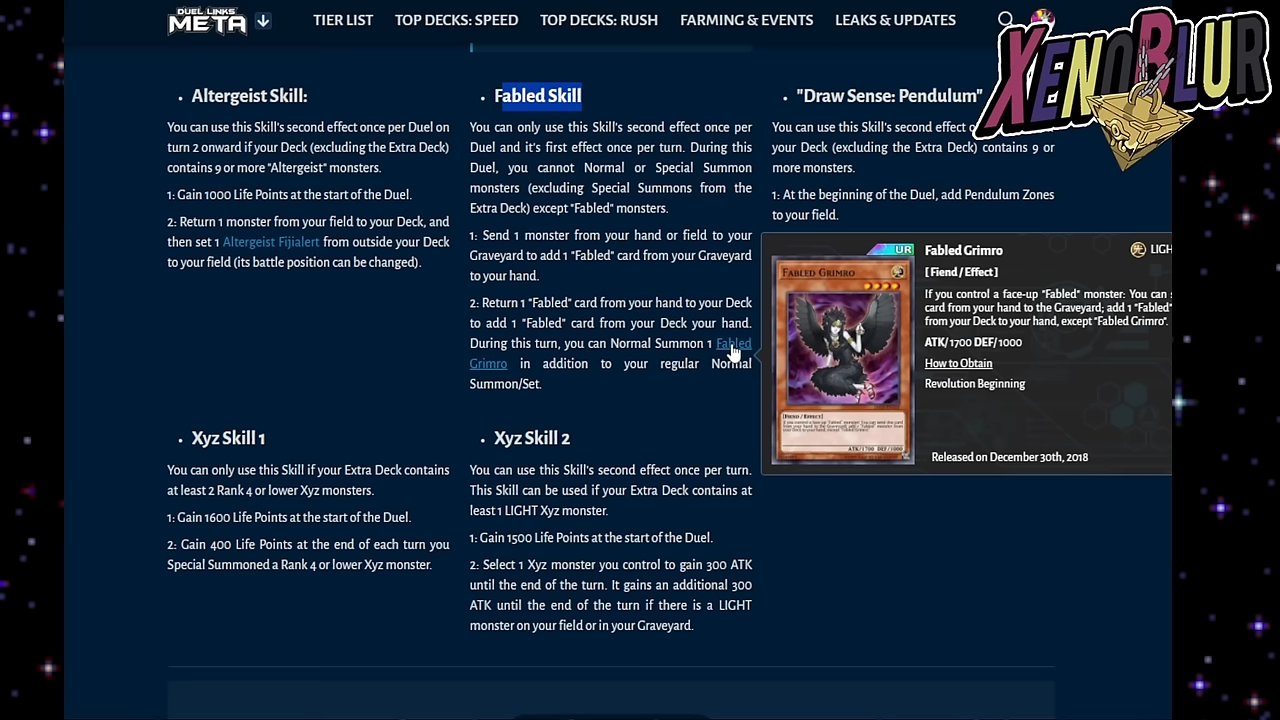 DUEL LINKS
META
TIER LIST
TOP DECKS: SPEED
TOP DECKS: RUSH
FARMING & EVENTS
LEAKS & UPDATES
XENOBLUR
• Altergeist Skill:
You can use this Skill's second effect once per Duel on
turn 2 onward if your Deck (excluding the Extra Deck)
contains 9 or more "Altergeist" monsters.
1: Gain 1000 Life Points at the start of the Duel.
2: Return 1 monster from your field to your Deck, and
then set 1 Altergeist Fijialert from outside your Deck
to your field (its battle position can be changed).
• Fabled Skill
You can only use this Skill's second effect once per
Duel and it's first effect once per turn. During this
Duel, you cannot Normal or Special Summon
monsters (excluding Special Summons from the
Extra Deck) except "Fabled" monsters.
1: Send 1 monster from your hand or field to your
Graveyard to add 1 "Fabled" card from your Graveyard
to your hand.
2: Return 1 "Fabled" card from your hand to your Deck
to add 1 "Fabled" card from your Deck your hand.
During this turn, you can Normal Summon 1 Fabled
Grimro in addition to your regular Normal
Summon/Set.
• "Draw Sense: Pendulum"
You can use this Skill's second effect
your Deck (excluding the Extra Deck) contains 9 or
more monsters.
1: At the beginning of the Duel, add Pendulum Zones
to your field.
UR
FABLED GRIMRO
[FIEND / EFFECT]
ATK/1700 DEF/1000
Fabled Grimro
LIGH
[ Fiend / Effect ]
If you control a face-up "Fabled" monster: You can
card from your hand to the Graveyard; add 1 "Fabled"
from your Deck to your hand, except "Fabled Grimro".
ATK/1700 DEF/1000
How to Obtain
Revolution Beginning
Released on December 30th, 2018
• Xyz Skill 1
You can only use this Skill if your Extra Deck contains
at least 2 Rank 4 or lower Xyz monsters.
1: Gain 1600 Life Points at the start of the Duel.
2: Gain 400 Life Points at the end of each turn you
Special Summoned a Rank 4 or lower Xyz monster.
• Xyz Skill 2
You can use this Skill's second effect once per turn.
This Skill can be used if your Extra Deck contains at
least 1 LIGHT Xyz monster.
1: Gain 1500 Life Points at the start of the Duel.
2: Select 1 Xyz monster you control to gain 300 ATK
until the end of the turn. It gains an additional 300
ATK until the end of the turn if there is a LIGHT
monster on your field or in your Graveyard.